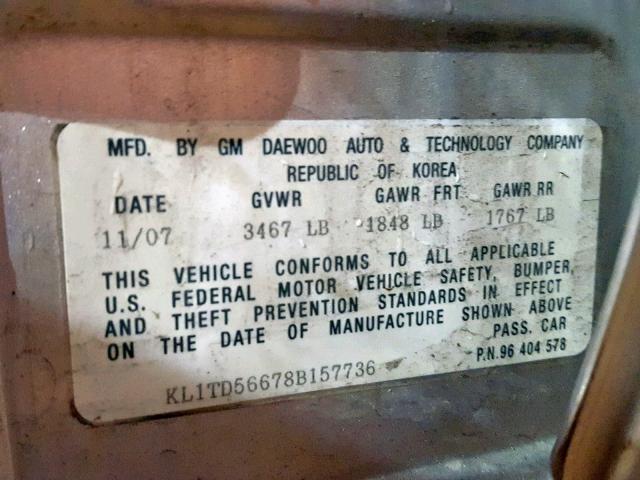 MFD. BY GM DAEWOO AUTO & TECHNOLOGY COMPANY
REPUBLIC OF KOREA
DATE GVWR GAWR FRT GAWR RR
11/07 3467 LB 1848 LB 1767 LB
THIS VEHICLE CONFORMS TO ALL APPLICABLE
U.S. FEDERAL MOTOR VEHICLE SAFETY, BUMPER,
AND THEFT PREVENTION STANDARDS IN EFFECT
ON THE DATE OF MANUFACTURE SHOWN ABOVE
PASS. CAR
KL1TD56678B157736 P.N.96 404 578